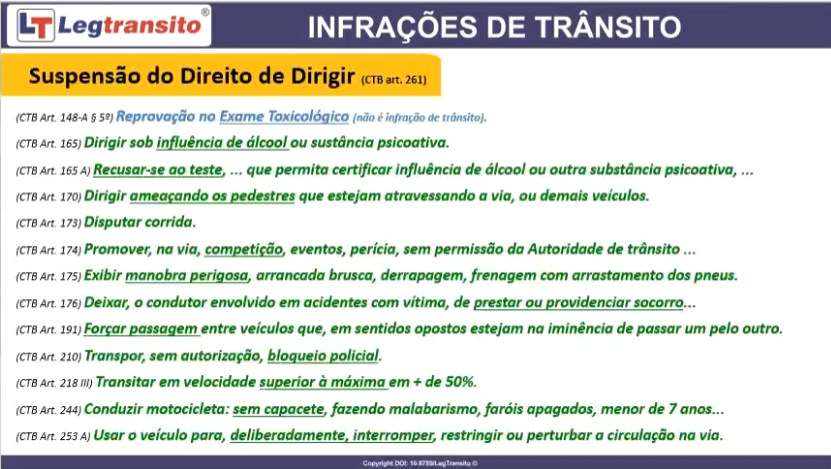 LT Legtransito®
INFRAÇÕES DE TRÂNSITO
Suspensão do Direito de Dirigir (CTB art. 261)
(CTB Art. 148-A § 5º) Reprovação no Exame Toxicológico (não é infração de trânsito).
(CTB Art. 165) Dirigir sob influência de álcool ou sustância psicoativa.
(CTB Art. 165 A) Recusar-se ao teste, ... que permita certificar influência de álcool ou outra substância psicoativa, ...
(CTB Art. 170) Dirigir ameaçando os pedestres que estejam atravessando a via, ou demais veículos.
(CTB Art. 173) Disputar corrida.
(CTB Art. 174) Promover, na via, competição, eventos, perícia, sem permissão da Autoridade de trânsito ...
(CTB Art. 175) Exibir manobra perigosa, arrancada brusca, derrapagem, frenagem com arrastamento dos pneus.
(CTB Art. 176) Deixar, o condutor envolvido em acidentes com vítima, de prestar ou providenciar socorro...
(CTB Art. 191) Forçar passagem entre veículos que, em sentidos opostos estejam na iminência de passar um pelo outro.
(CTB Art. 210) Transpor, sem autorização, bloqueio policial.
(CTB Art. 218 III) Transitar em velocidade superior à máxima em + de 50%.
(CTB Art. 244) Conduzir motocicleta: sem capacete, fazendo malabarismo, faróis apagados, menor de 7 anos...
(CTB Art. 253 A) Usar o veículo para, deliberadamente, interromper, restringir ou perturbar a circulação na via.
Copyright DOI: 10-6793/LegTransito ©